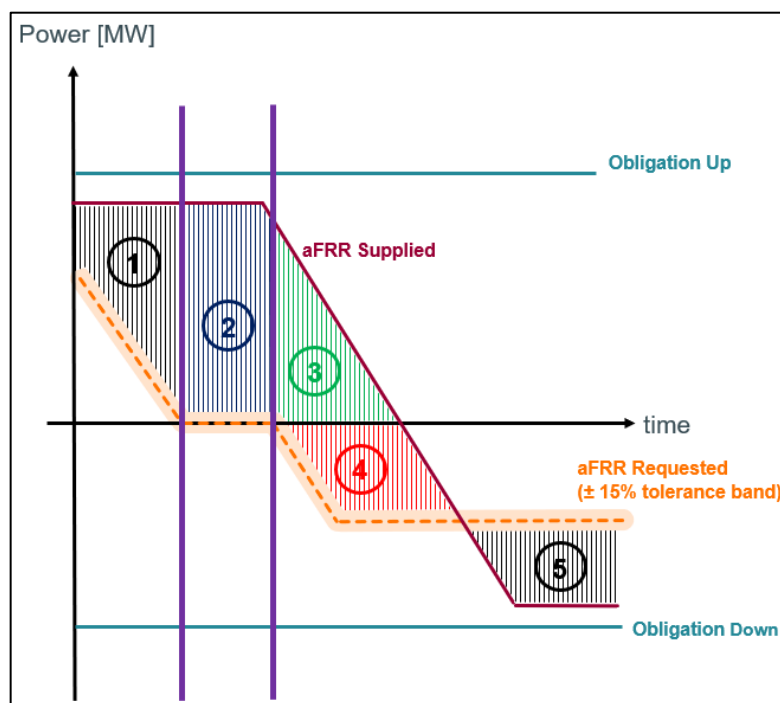 Power [MW]
Obligation Up
aFRR Supplied
1
2
3
time
4
aFRR Requested
(± 15% tolerance band)
5
Obligation Down